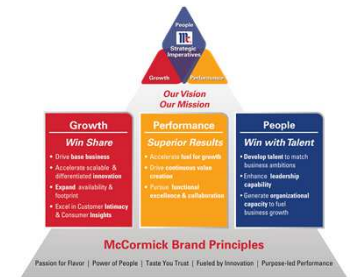 People
Mc
Strategic
Imperatives
Growth
Performance
Our Vision
Our Mission
Growth
Win Share
• Drive base business
• Accelerate scalable &
differentiated innovation
• Expand availability &
footprint
• Excel in Customer Intimacy
& Consumer Insights
Performance
Superior Results
• Accelerate fuel for growth
• Drive continuous value
creation
• Pursue functional
excellence & collaboration
People
Win with Talent
• Develop talent to match
business ambitions
• Enhance leadership
capability
• Generate organizational
capacity to fuel
business growth
McCormick Brand Principles
Passion for Flavor | Power of People | Taste You Trust | Fueled by Innovation | Purpose-led Performance